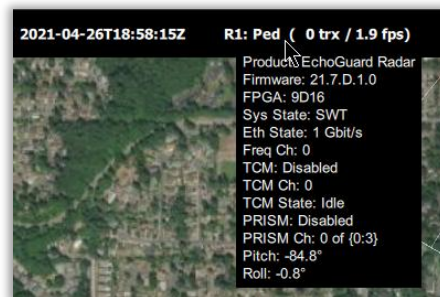 2021-04-26T18:58:15Z R1: Ped ( 0 trx / 1.9 fps)
Product: EchoGuard Radar
Firmware: 21.7.D.1.0
FPGA: 9D16
Sys State: SWT
Eth State: 1 Gbit/s
Freq Ch: 0
TCM: Disabled
TCM Ch: 0
TCM State: Idle
PRISM: Disabled
PRISM Ch: 0 of {0:3}
Pitch: -84.8°
Roll: -0.8°